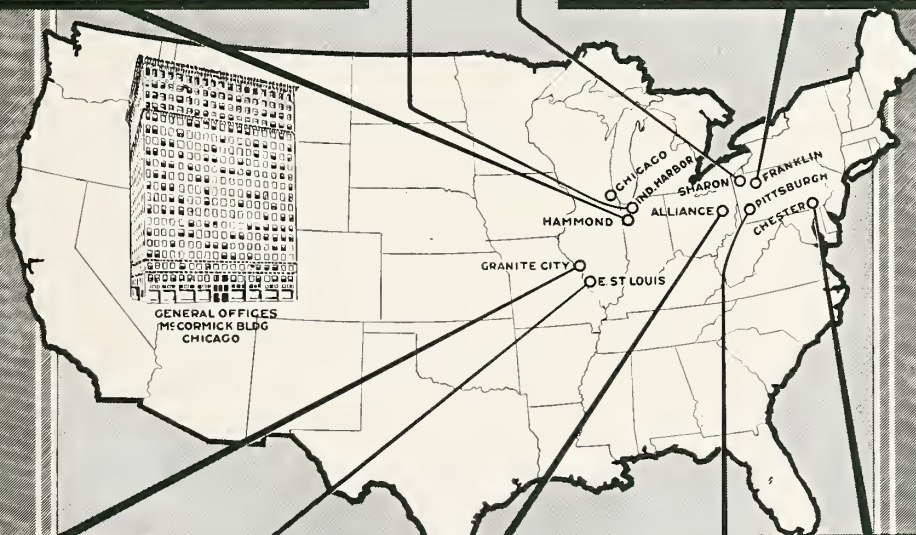 CHICAGO
IND. HARBOR
HAMMOND
SHARON
FRANKLIN
ALLIANCE
PITTSBURGH
CHESTER
GRANITE CITY
E. ST LOUIS
GENERAL OFFICES
McCORMICK BLDG
CHICAGO